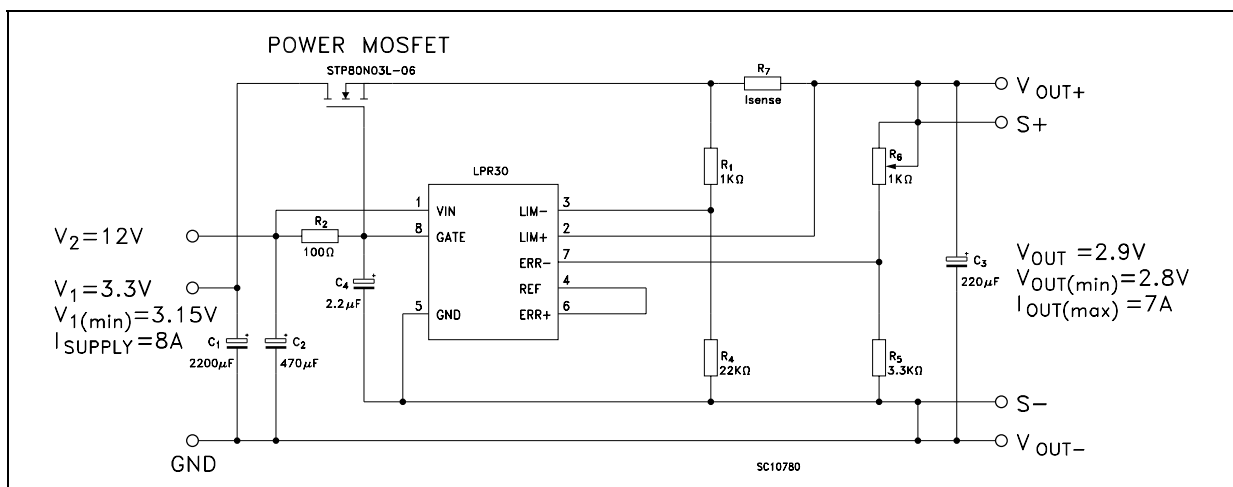 POWER MOSFET
STP80N03L-06
R7
Isense
VOUT+
S+
R1
1KΩ
R6
1KΩ
LPR30
1 VIN LIM- 3
8 GATE LIM+ 2
ERR- 7
REF 4
5 GND ERR+ 6
V2=12V
R2
100Ω
C4
2.2µF
V1=3.3V
V1(min)=3.15V
ISUPPLY=8A
C1
2200µF
C2
470µF
R4
22KΩ
R5
3.3KΩ
C3
220µF
VOUT =2.9V
VOUT(min)=2.8V
IOUT(max)=7A
S-
VOUT-
GND
SC10780